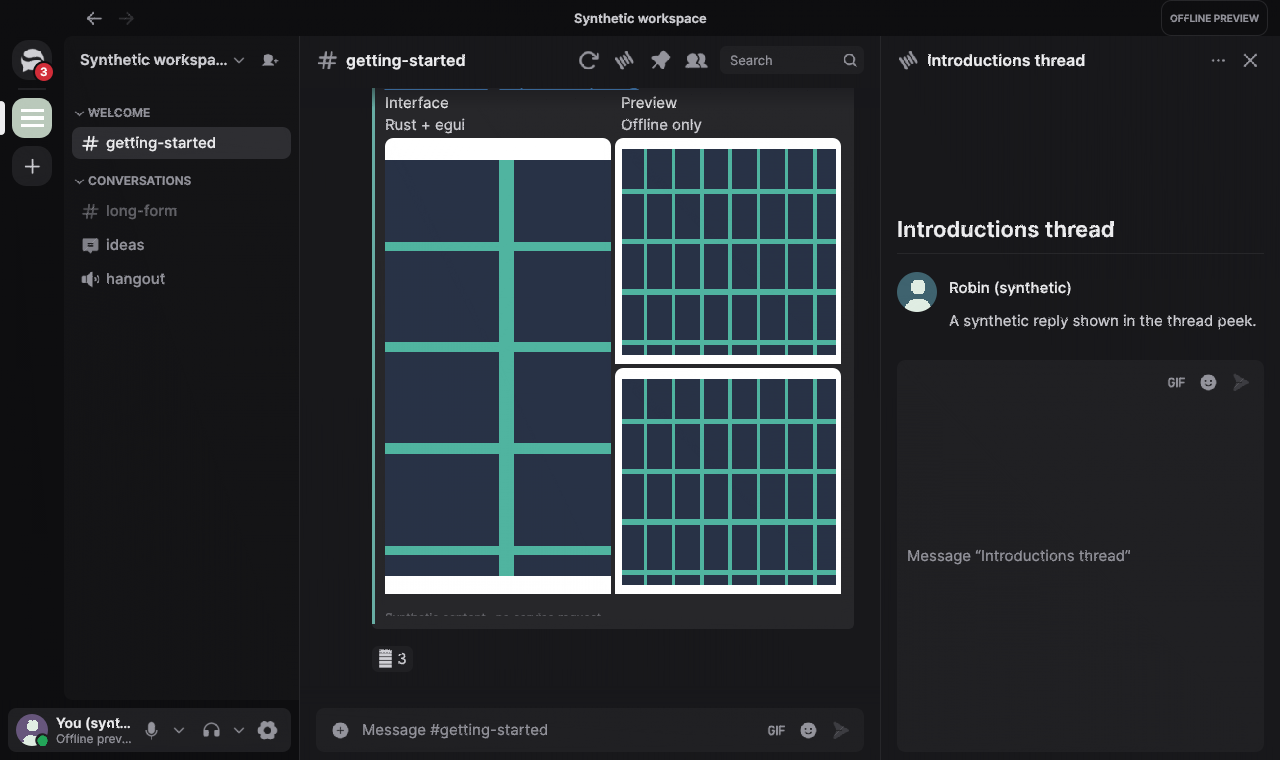 Synthetic workspace
OFFLINE PREVIEW
3
Synthetic workspa...
WELCOME
getting-started
CONVERSATIONS
long-form
ideas
hangout
You (synt...
Offline prev...
getting-started
Search
Interface
Rust + egui
Preview
Offline only
3
Message #getting-started
GIF
Introductions thread
Introductions thread
Robin (synthetic)
A synthetic reply shown in the thread peek.
GIF
Message “Introductions thread”